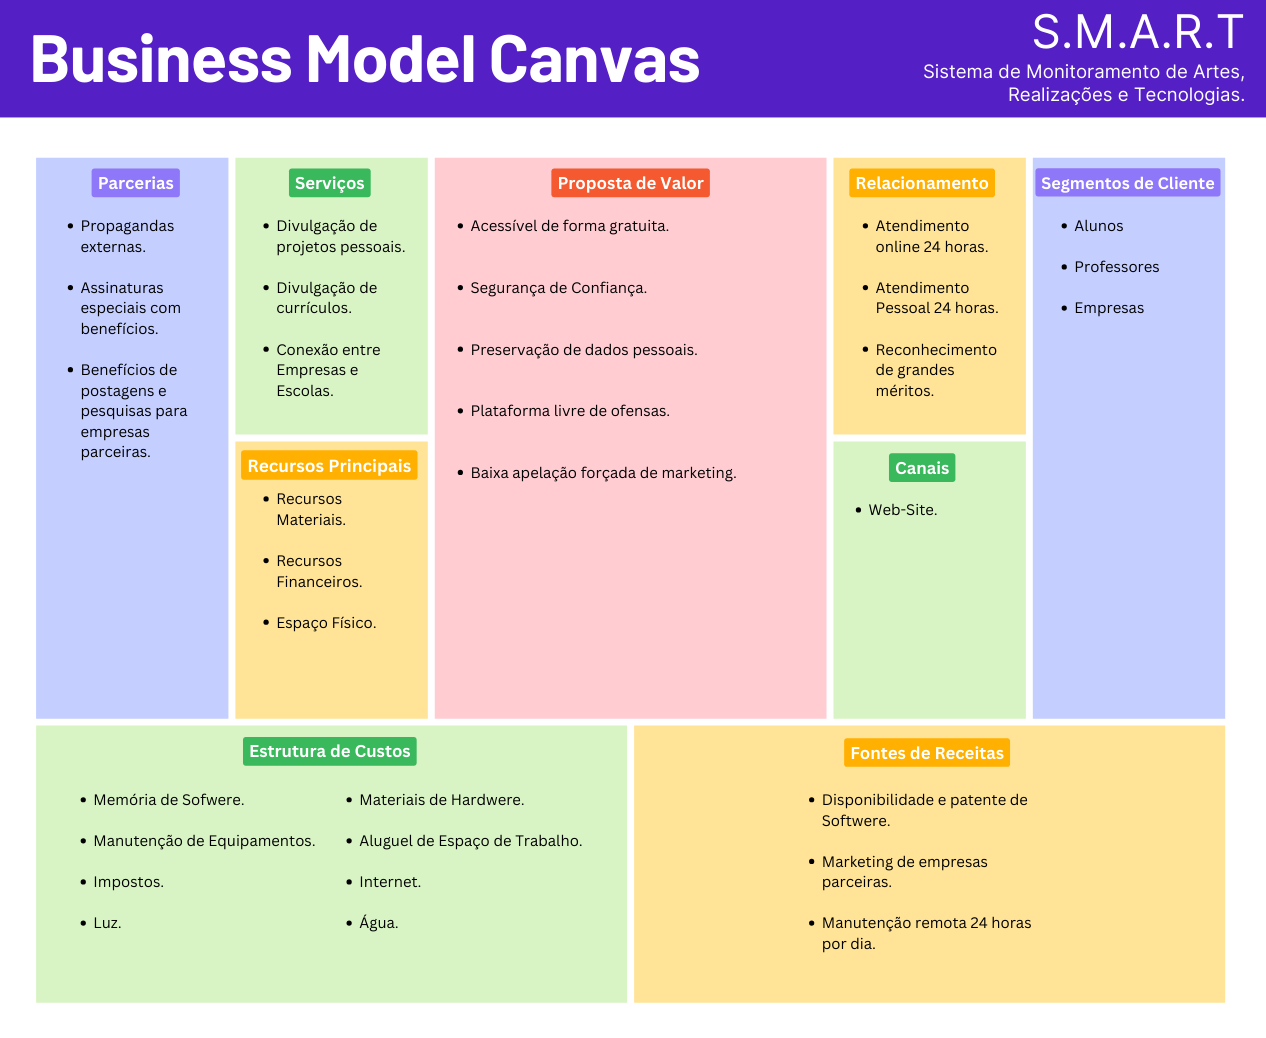 Business Model Canvas
S.M.A.R.T
Sistema de Monitoramento de Artes,
Realizações e Tecnologias.
Parcerias
• Propagandas
externas.
• Assinaturas
especiais com
benefícios.
• Benefícios de
postagens e
pesquisas para
empresas
parceiras.
Serviços
• Divulgação de
projetos pessoais.
• Divulgação de
currículos.
• Conexão entre
Empresas e
Escolas.
Recursos Principais
• Recursos
Materiais.
• Recursos
Financeiros.
• Espaço Físico.
Proposta de Valor
• Acessível de forma gratuita.
• Segurança de Confiança.
• Preservação de dados pessoais.
• Plataforma livre de ofensas.
• Baixa apelação forçada de marketing.
Relacionamento
• Atendimento
online 24 horas.
• Atendimento
Pessoal 24 horas.
• Reconhecimento
de grandes
méritos.
Canais
• Web-Site.
Segmentos de Cliente
• Alunos
• Professores
• Empresas
Estrutura de Custos
• Memória de Sofwere.
• Manutenção de Equipamentos.
• Impostos.
• Luz.
• Materiais de Hardwere.
• Aluguel de Espaço de Trabalho.
• Internet.
• Água.
Fontes de Receitas
• Disponibilidade e patente de
Softwere.
• Marketing de empresas
parceiras.
• Manutenção remota 24 horas
por dia.